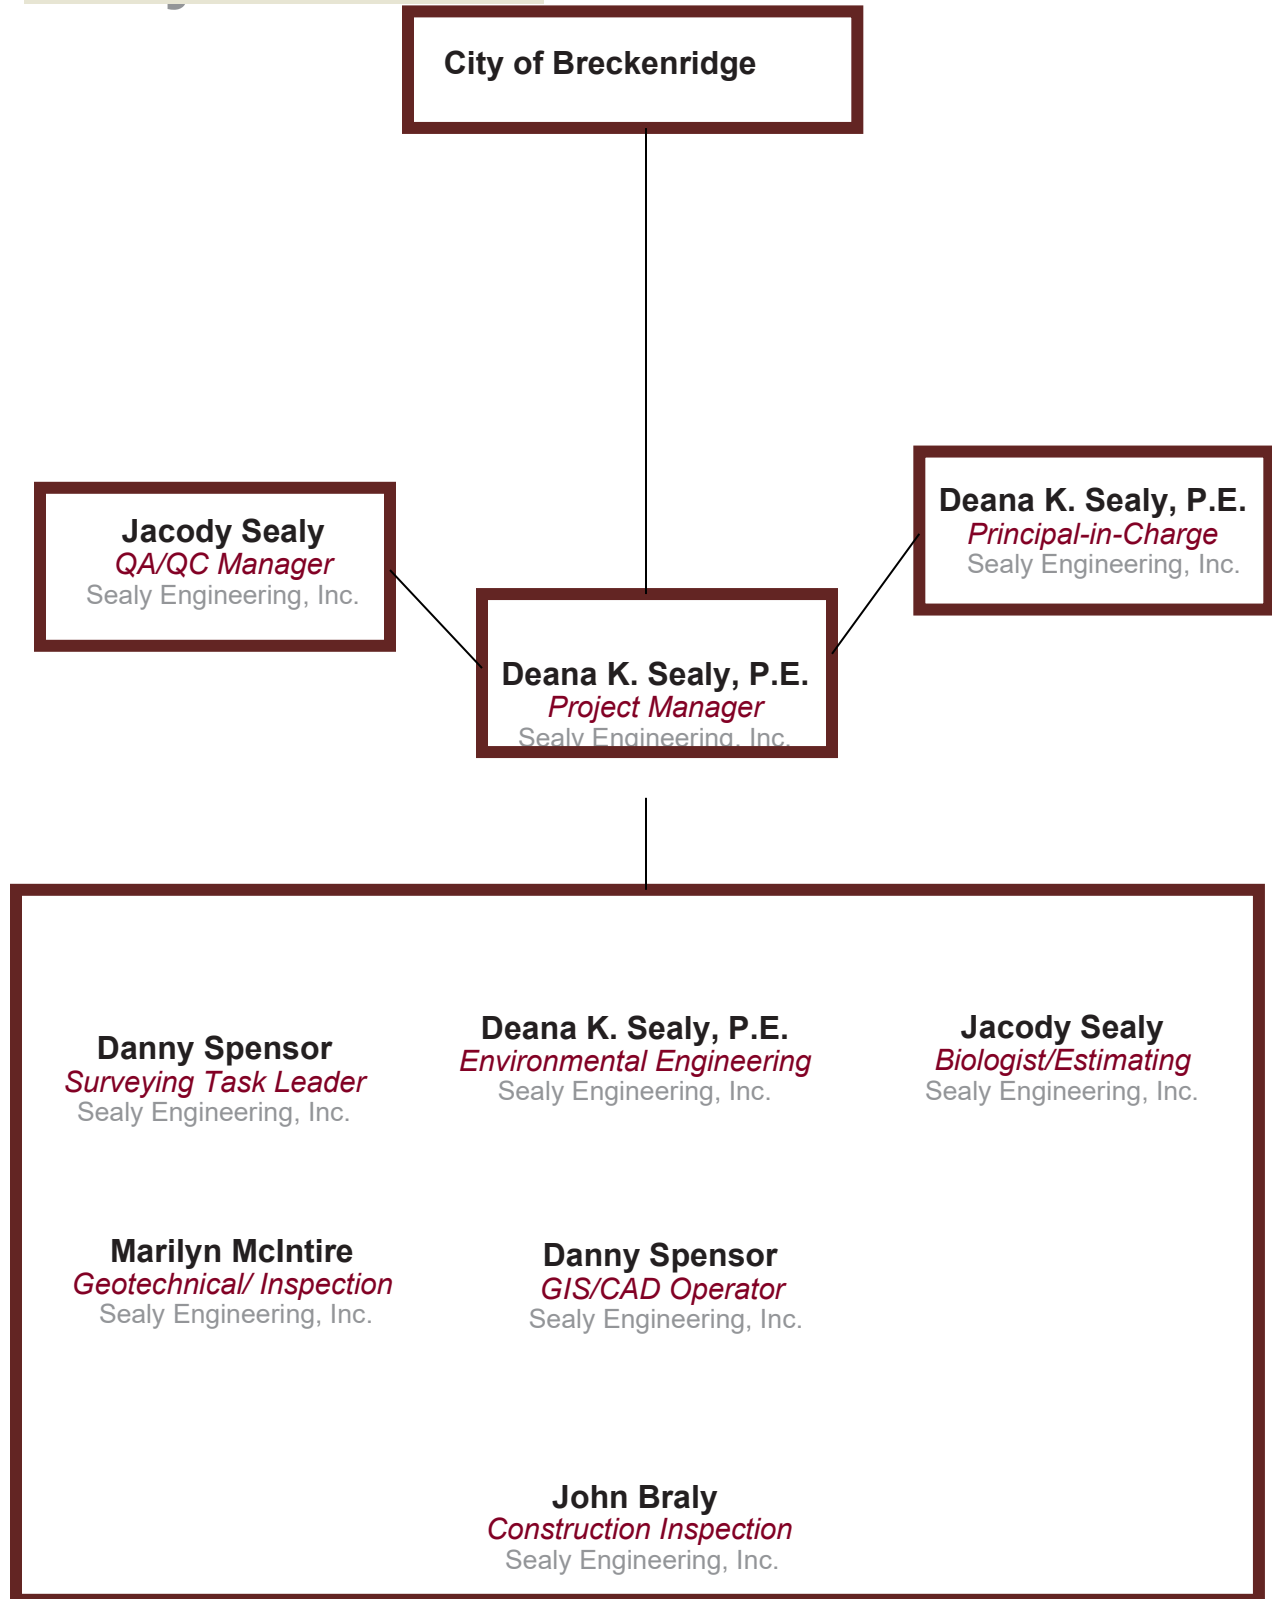 City of Breckenridge
Jacody Sealy
QA/QC Manager
Sealy Engineering, Inc.
Deana K. Sealy, P.E.
Principal-in-Charge
Sealy Engineering, Inc.
Deana K. Sealy, P.E.
Project Manager
Sealy Engineering, Inc.
Danny Spensor
Surveying Task Leader
Sealy Engineering, Inc.
Deana K. Sealy, P.E.
Environmental Engineering
Sealy Engineering, Inc.
Jacody Sealy
Biologist/Estimating
Sealy Engineering, Inc.
Marilyn McIntire
Geotechnical/ Inspection
Sealy Engineering, Inc.
Danny Spensor
GIS/CAD Operator
Sealy Engineering, Inc.
John Braly
Construction Inspection
Sealy Engineering, Inc.